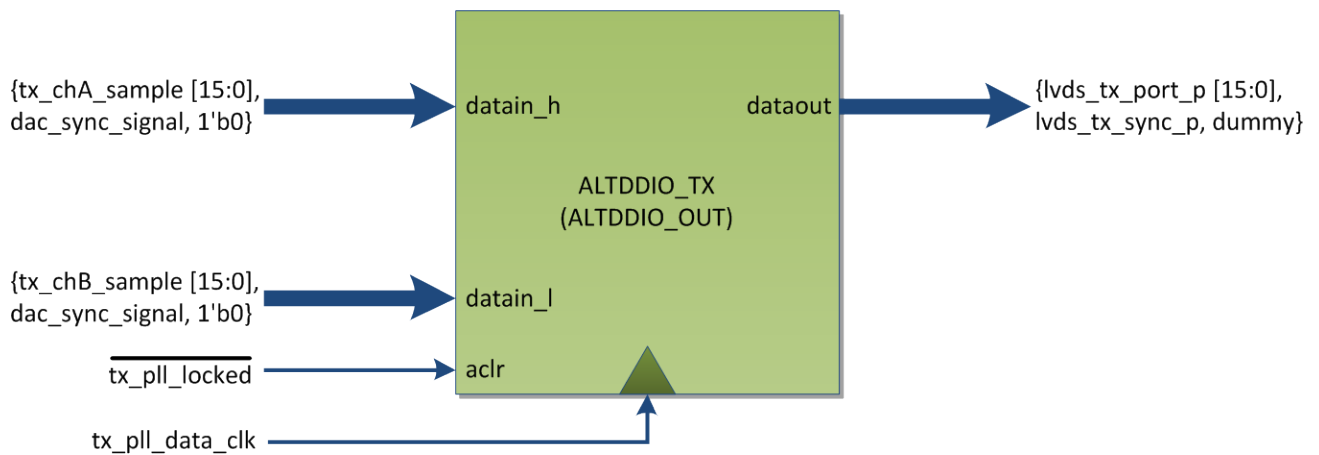 {tx_chA_sample [15:0],
dac_sync_signal, 1'b0}
datain_h
dataout
{lvds_tx_port_p [15:0],
lvds_tx_sync_p, dummy}
ALTDDIO_TX
(ALTDDIO_OUT)
{tx_chB_sample [15:0],
dac_sync_signal, 1'b0}
datain_l
tx_pll_locked
aclr
tx_pll_data_clk